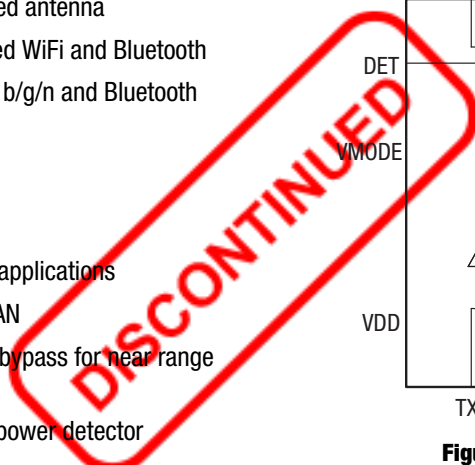 ed antenna
ed WiFi and Bluetooth
b/g/n and Bluetooth
applications
AN
bypass for near range
power detector
DISCONTINUED
DET
VMODE
VDD
TX
Figu